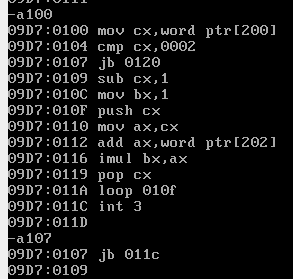 -a100
09D7:0100 mov cx,word ptr[200]
09D7:0104 cmp cx,0002
09D7:0107 jb 0120
09D7:0109 sub cx,1
09D7:010C mov bx,1
09D7:010F push cx
09D7:0110 mov ax,cx
09D7:0112 add ax,word ptr[202]
09D7:0116 imul bx,ax
09D7:0119 pop cx
09D7:011A loop 010f
09D7:011C int 3
09D7:011D
-a107
09D7:0107 jb 011c
09D7:0109